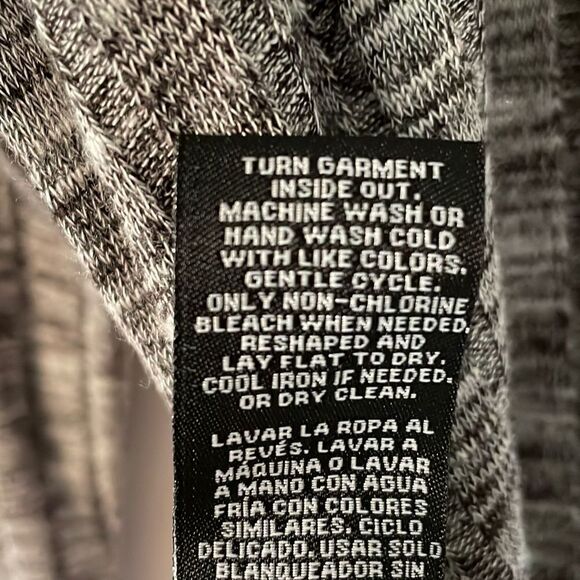 TURN GARMENT
INSIDE OUT.
MACHINE WASH OR
HAND WASH COLD
WITH LIKE COLORS.
GENTLE CYCLE.
ONLY NON-CHLORINE
BLEACH WHEN NEEDED.
RESHAPED AND
LAY FLAT TO DRY.
COOL IRON IF NEEDED.
OR DRY CLEAN.
LAVAR LA ROPA AL
REVÉS. LAVAR A
MÁQUINA O LAVAR
A MANO CON AGUA
FRÍA CON COLORES
SIMILARES. CICLO
DELICADO. USAR SOLO
BLANQUEADOR SIN